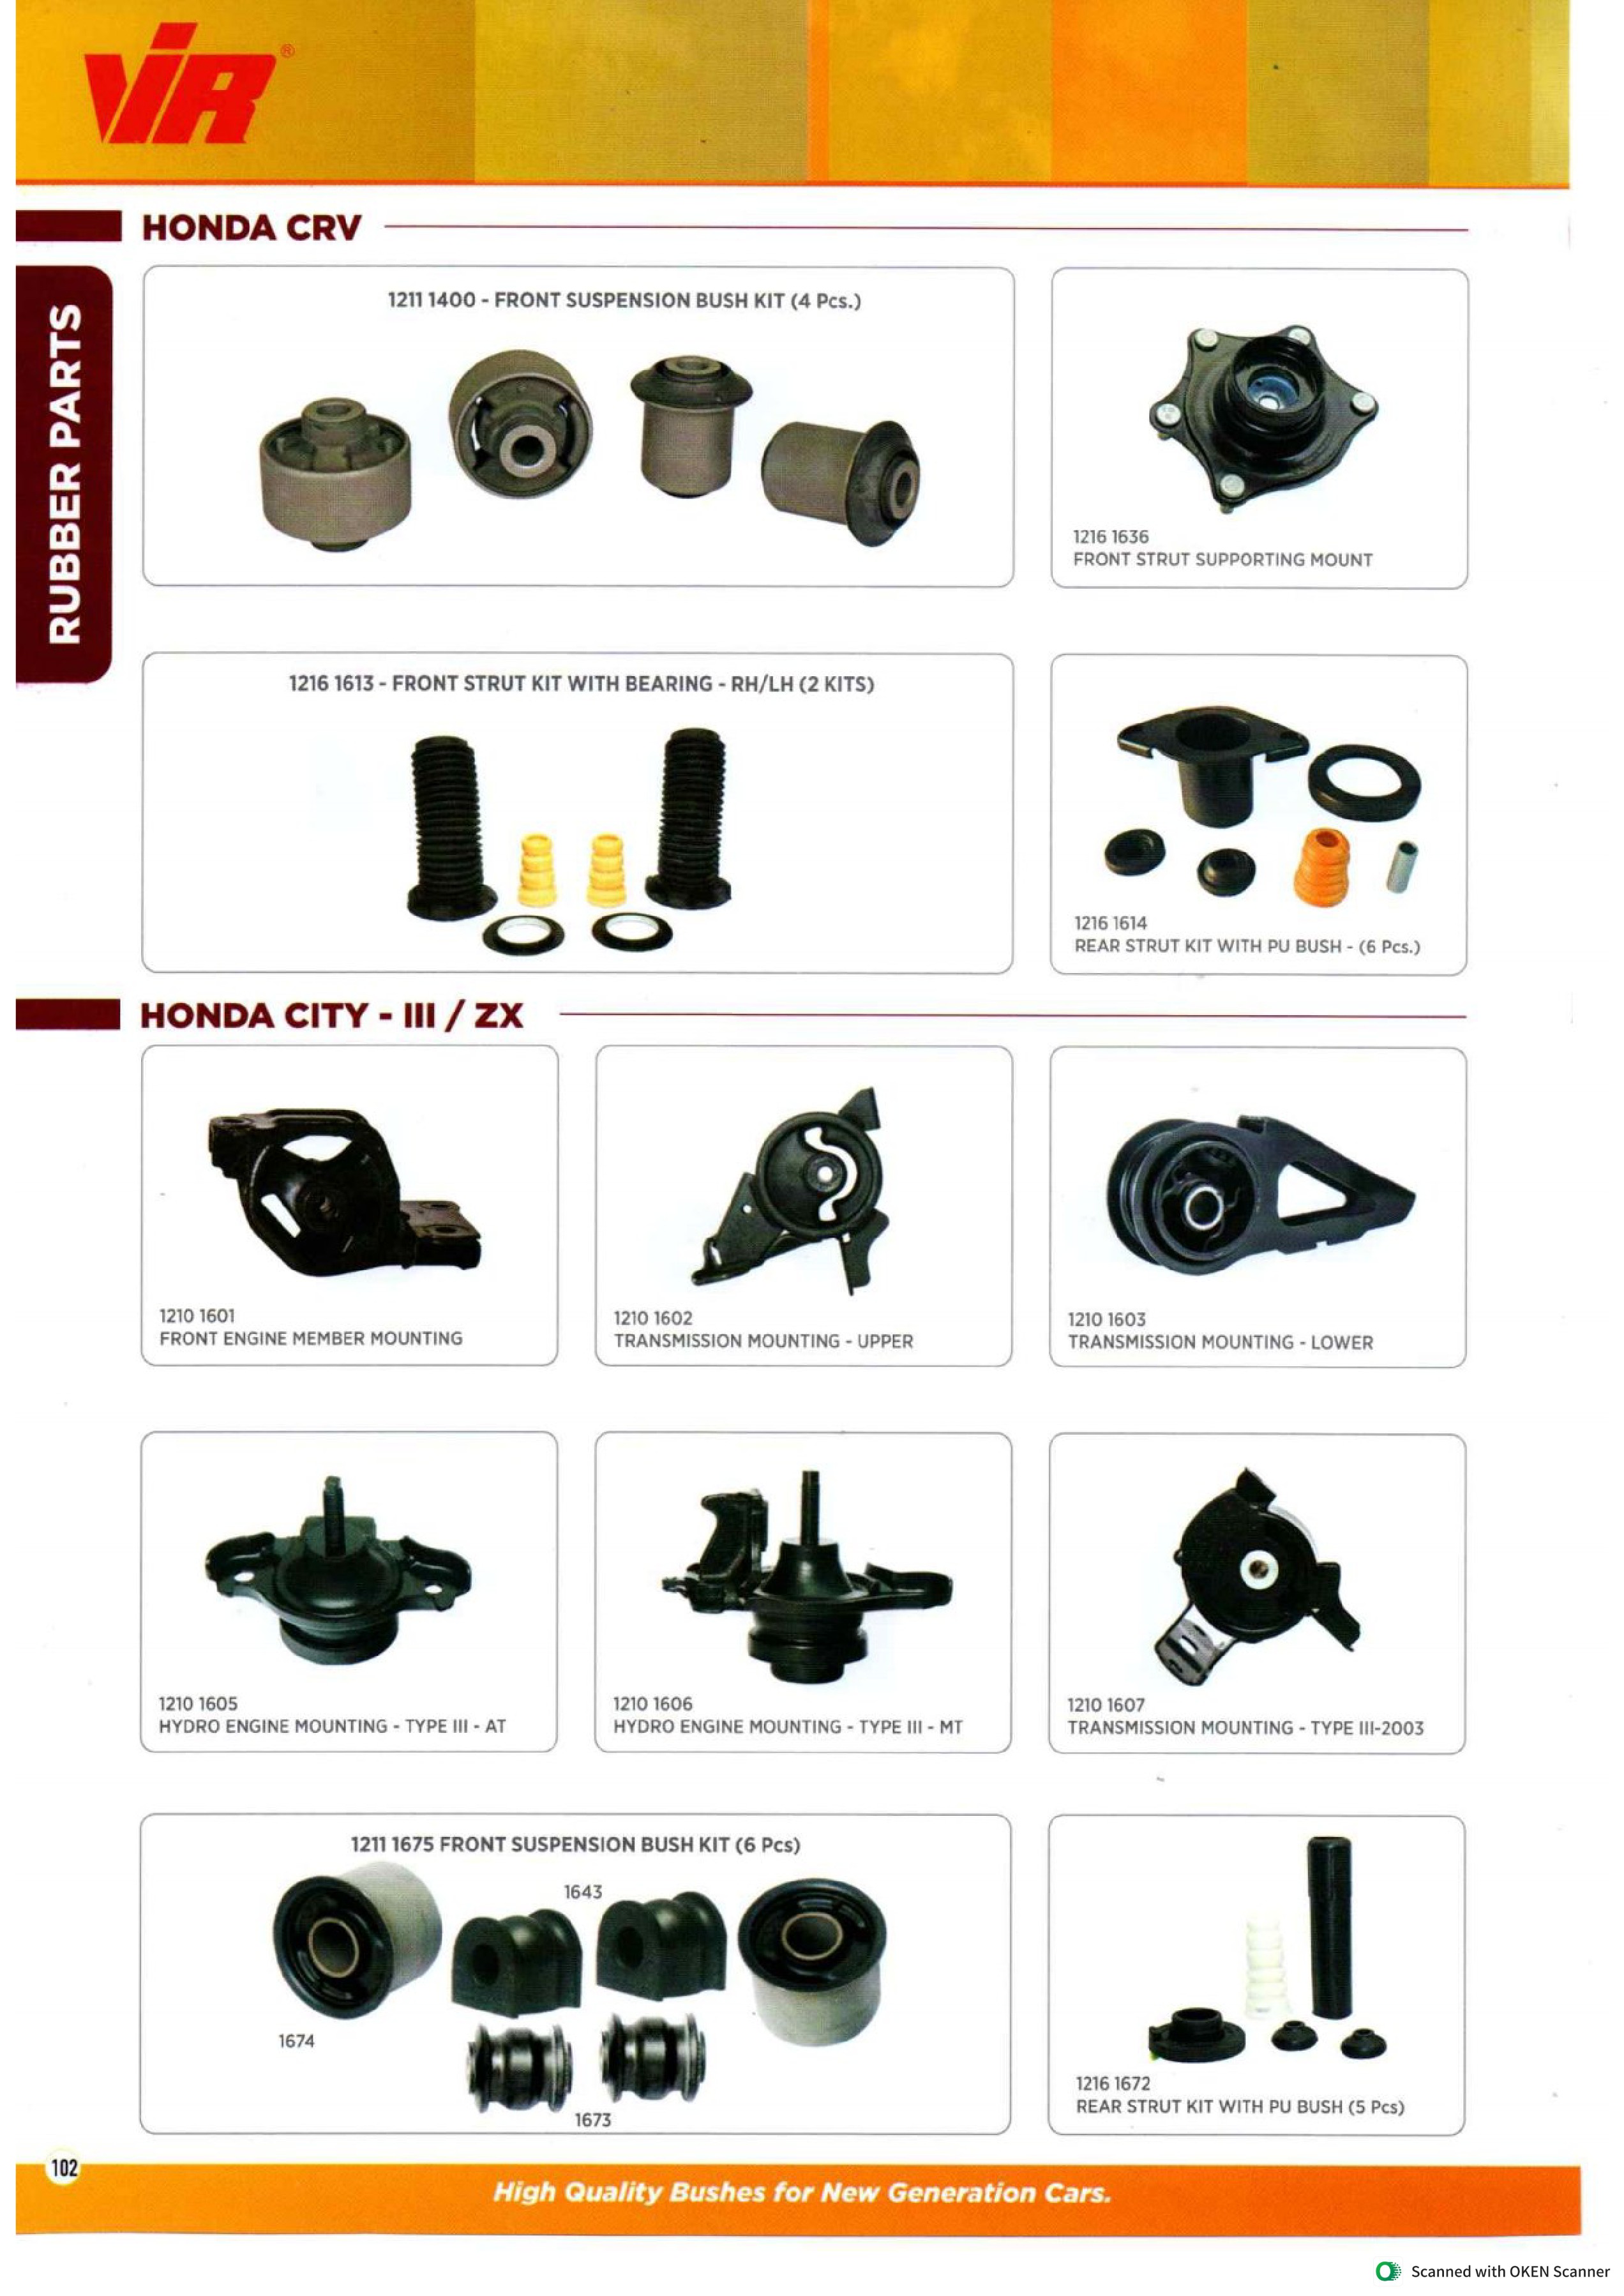 ViR®
HONDA CRV
RUBBER PARTS
1211 1400 - FRONT SUSPENSION BUSH KIT (4 Pcs.)
1216 1636
FRONT STRUT SUPPORTING MOUNT
1216 1613 - FRONT STRUT KIT WITH BEARING - RH/LH (2 KITS)
1216 1614
REAR STRUT KIT WITH PU BUSH - (6 Pcs.)
HONDA CITY - III / ZX
1210 1601
FRONT ENGINE MEMBER MOUNTING
1210 1602
TRANSMISSION MOUNTING - UPPER
1210 1603
TRANSMISSION MOUNTING - LOWER
1210 1605
HYDRO ENGINE MOUNTING - TYPE III - AT
1210 1606
HYDRO ENGINE MOUNTING - TYPE III - MT
1210 1607
TRANSMISSION MOUNTING - TYPE III-2003
1211 1675 FRONT SUSPENSION BUSH KIT (6 Pcs)
1643
1674
1673
1216 1672
REAR STRUT KIT WITH PU BUSH (5 Pcs)
102
High Quality Bushes for New Generation Cars.
Scanned with OKEN Scanner